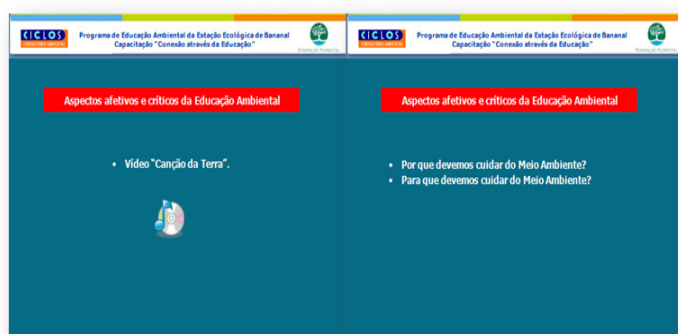 CICLOS
CONSULTORIA AMBIENTAL
Programa de Educação Ambiental da Estação Ecológica de Bananal
Capacitação "Conexão através da Educação"
FUNDAÇÃO FLORESTAL
Aspectos afetivos e críticos da Educação Ambiental
• Vídeo "Canção da Terra".
CICLOS
CONSULTORIA AMBIENTAL
Programa de Educação Ambiental da Estação Ecológica de Bananal
Capacitação "Conexão através da Educação"
FUNDAÇÃO FLORESTAL
Aspectos afetivos e críticos da Educação Ambiental
• Por que devemos cuidar do Meio Ambiente?
• Para que devemos cuidar do Meio Ambiente?